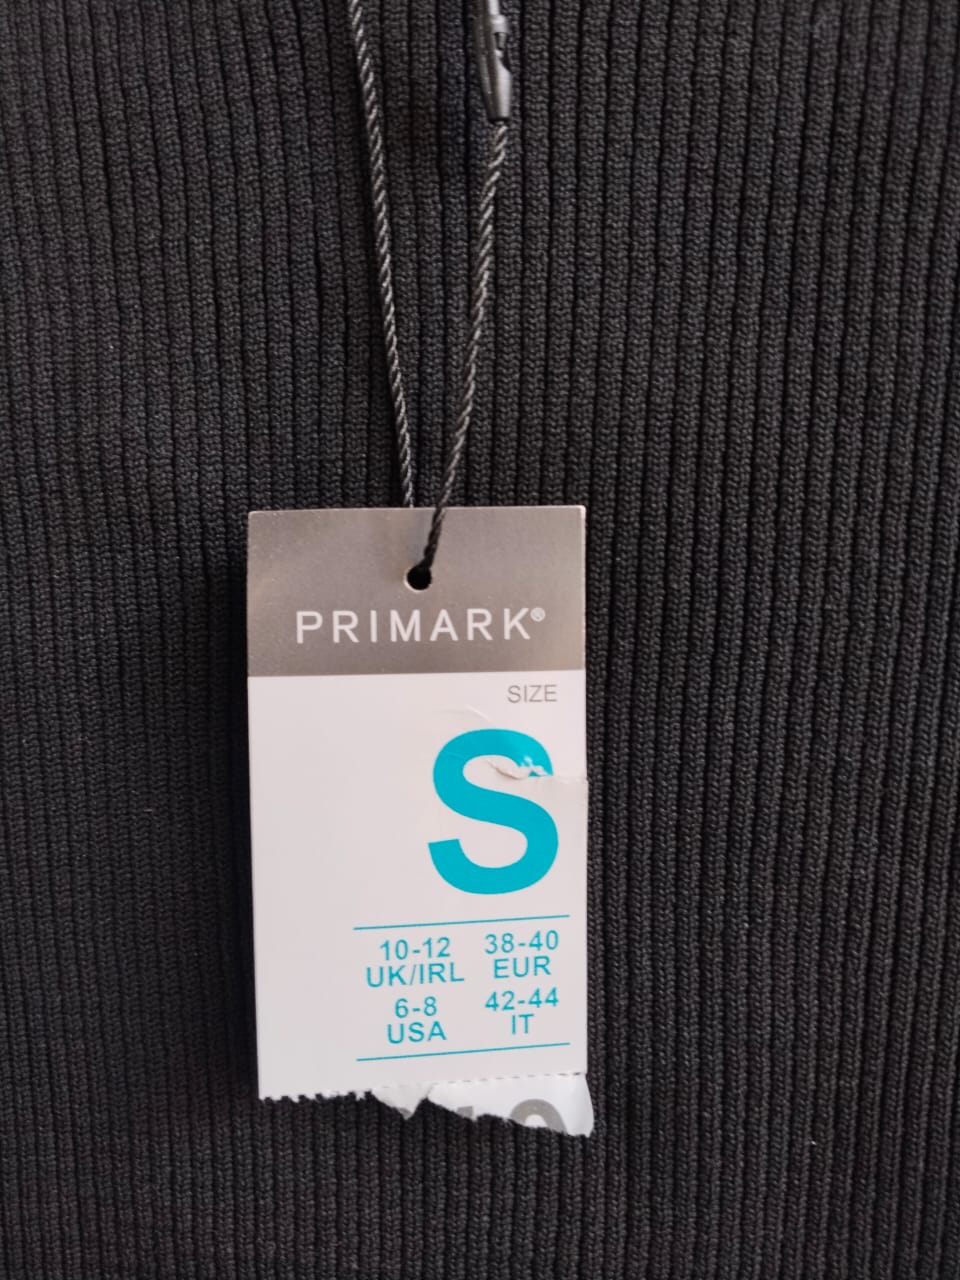 PRIMARK®
SIZE
S
10-12 38-40
UK/IRL EUR
6-8 42-44
USA IT